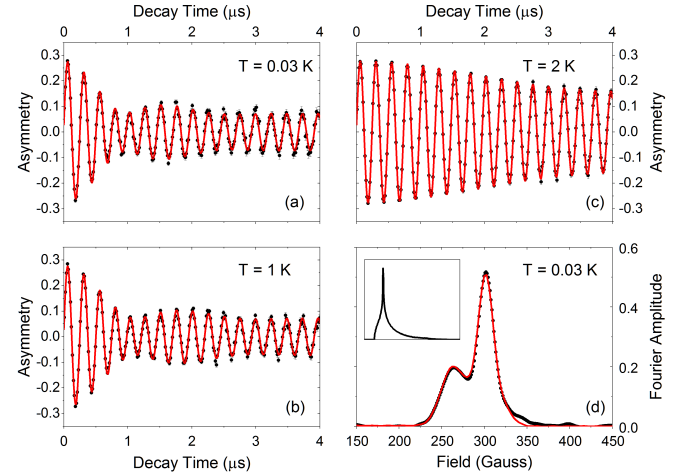 Decay Time (μs)
0 1 2 3 4
0.3
0.2
0.1
0.0
-0.1
-0.2
-0.3
Asymmetry
T = 0.03 K
(a)
Decay Time (μs)
0 1 2 3 4
T = 2 K
(c)
0.3
0.2
0.1
0.0
-0.1
-0.2
-0.3
Asymmetry
0.3
0.2
0.1
0.0
-0.1
-0.2
-0.3
Asymmetry
T = 1 K
(b)
0 1 2 3 4
Decay Time (μs)
T = 0.03 K
(d)
0.6
0.4
0.2
0.0
Fourier Amplitude
150 200 250 300 350 400 450
Field (Gauss)